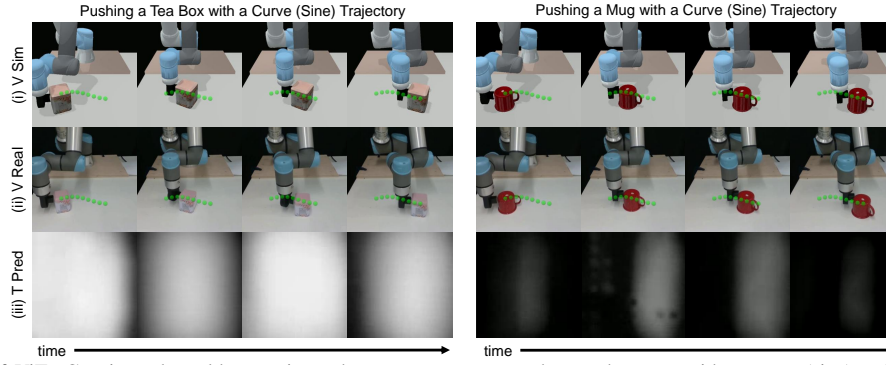 Pushing a Tea Box with a Curve (Sine) Trajectory
Pushing a Mug with a Curve (Sine) Trajectory
(i) V Sim
(ii) V Real
(iii) T Pred
time
time